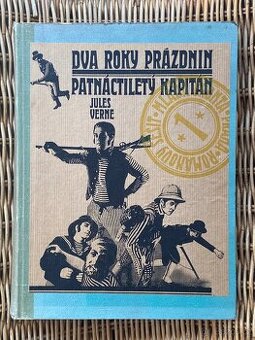 DVA ROKY PRÁZDNIN
PATNÁCTILETÝ KAPITÁN
JULES
VERNE
1